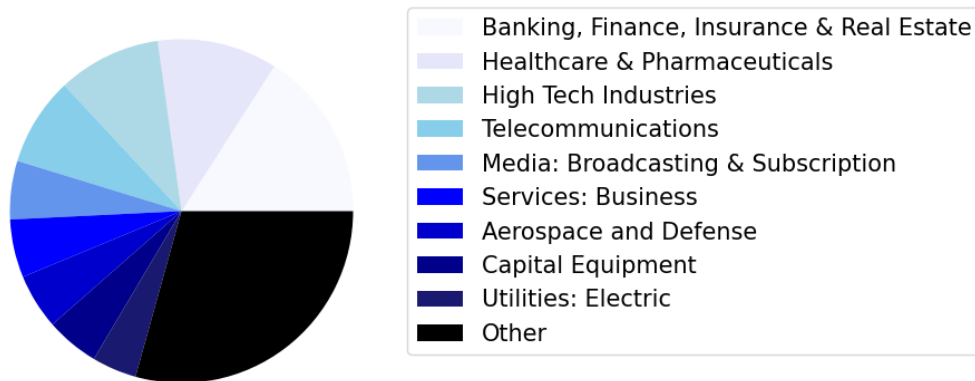 Banking, Finance, Insurance & Real Estate
Healthcare & Pharmaceuticals
High Tech Industries
Telecommunications
Media: Broadcasting & Subscription
Services: Business
Aerospace and Defense
Capital Equipment
Utilities: Electric
Other